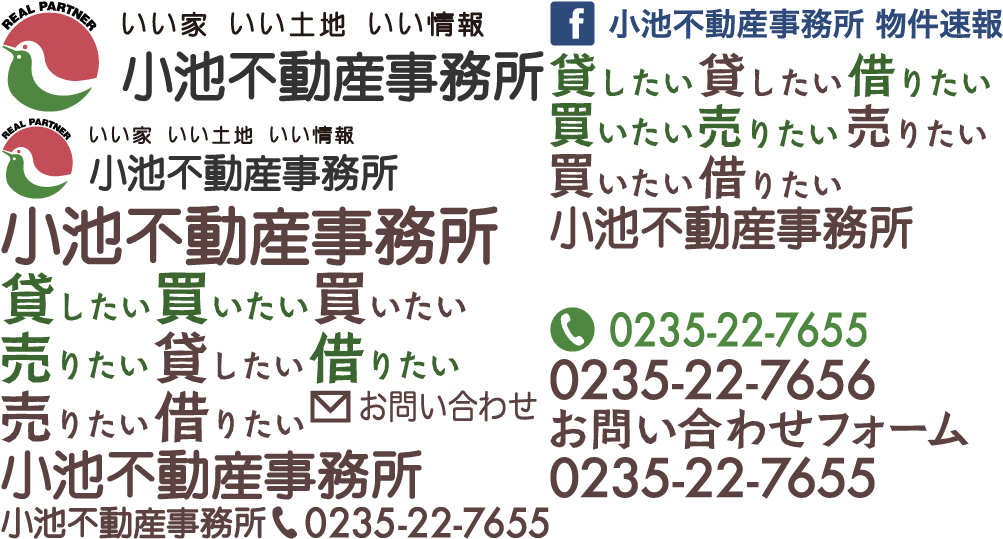 REAL PARTNER
いい家 いい土地 いい情報
小池不動産事務所
REAL PARTNER
いい家 いい土地 いい情報
小池不動産事務所
小池不動産事務所
貸したい 買いたい 買いたい
売りたい 貸したい 借りたい
売りたい 借りたい お問い合わせ
小池不動産事務所
小池不動産事務所 0235-22-7655
f 小池不動産事務所 物件速報
貸したい 貸したい 借りたい
買いたい 売りたい 売りたい
買いたい 借りたい
小池不動産事務所
0235-22-7655
0235-22-7656
お問い合わせフォーム
0235-22-7655